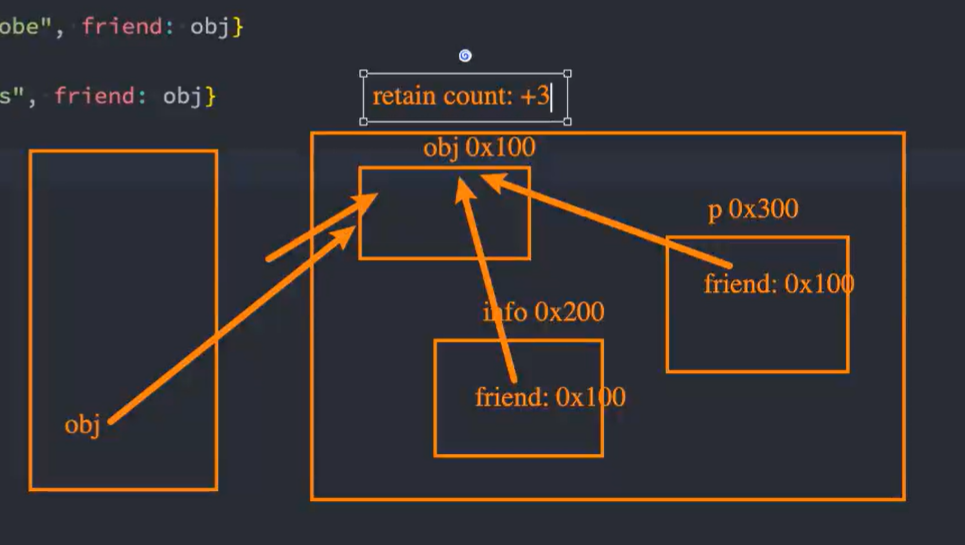 obe", friend: obj}
s", friend: obj}
retain count: +3
obj 0x100
p 0x300
friend: 0x100
info 0x200
friend: 0x100
obj